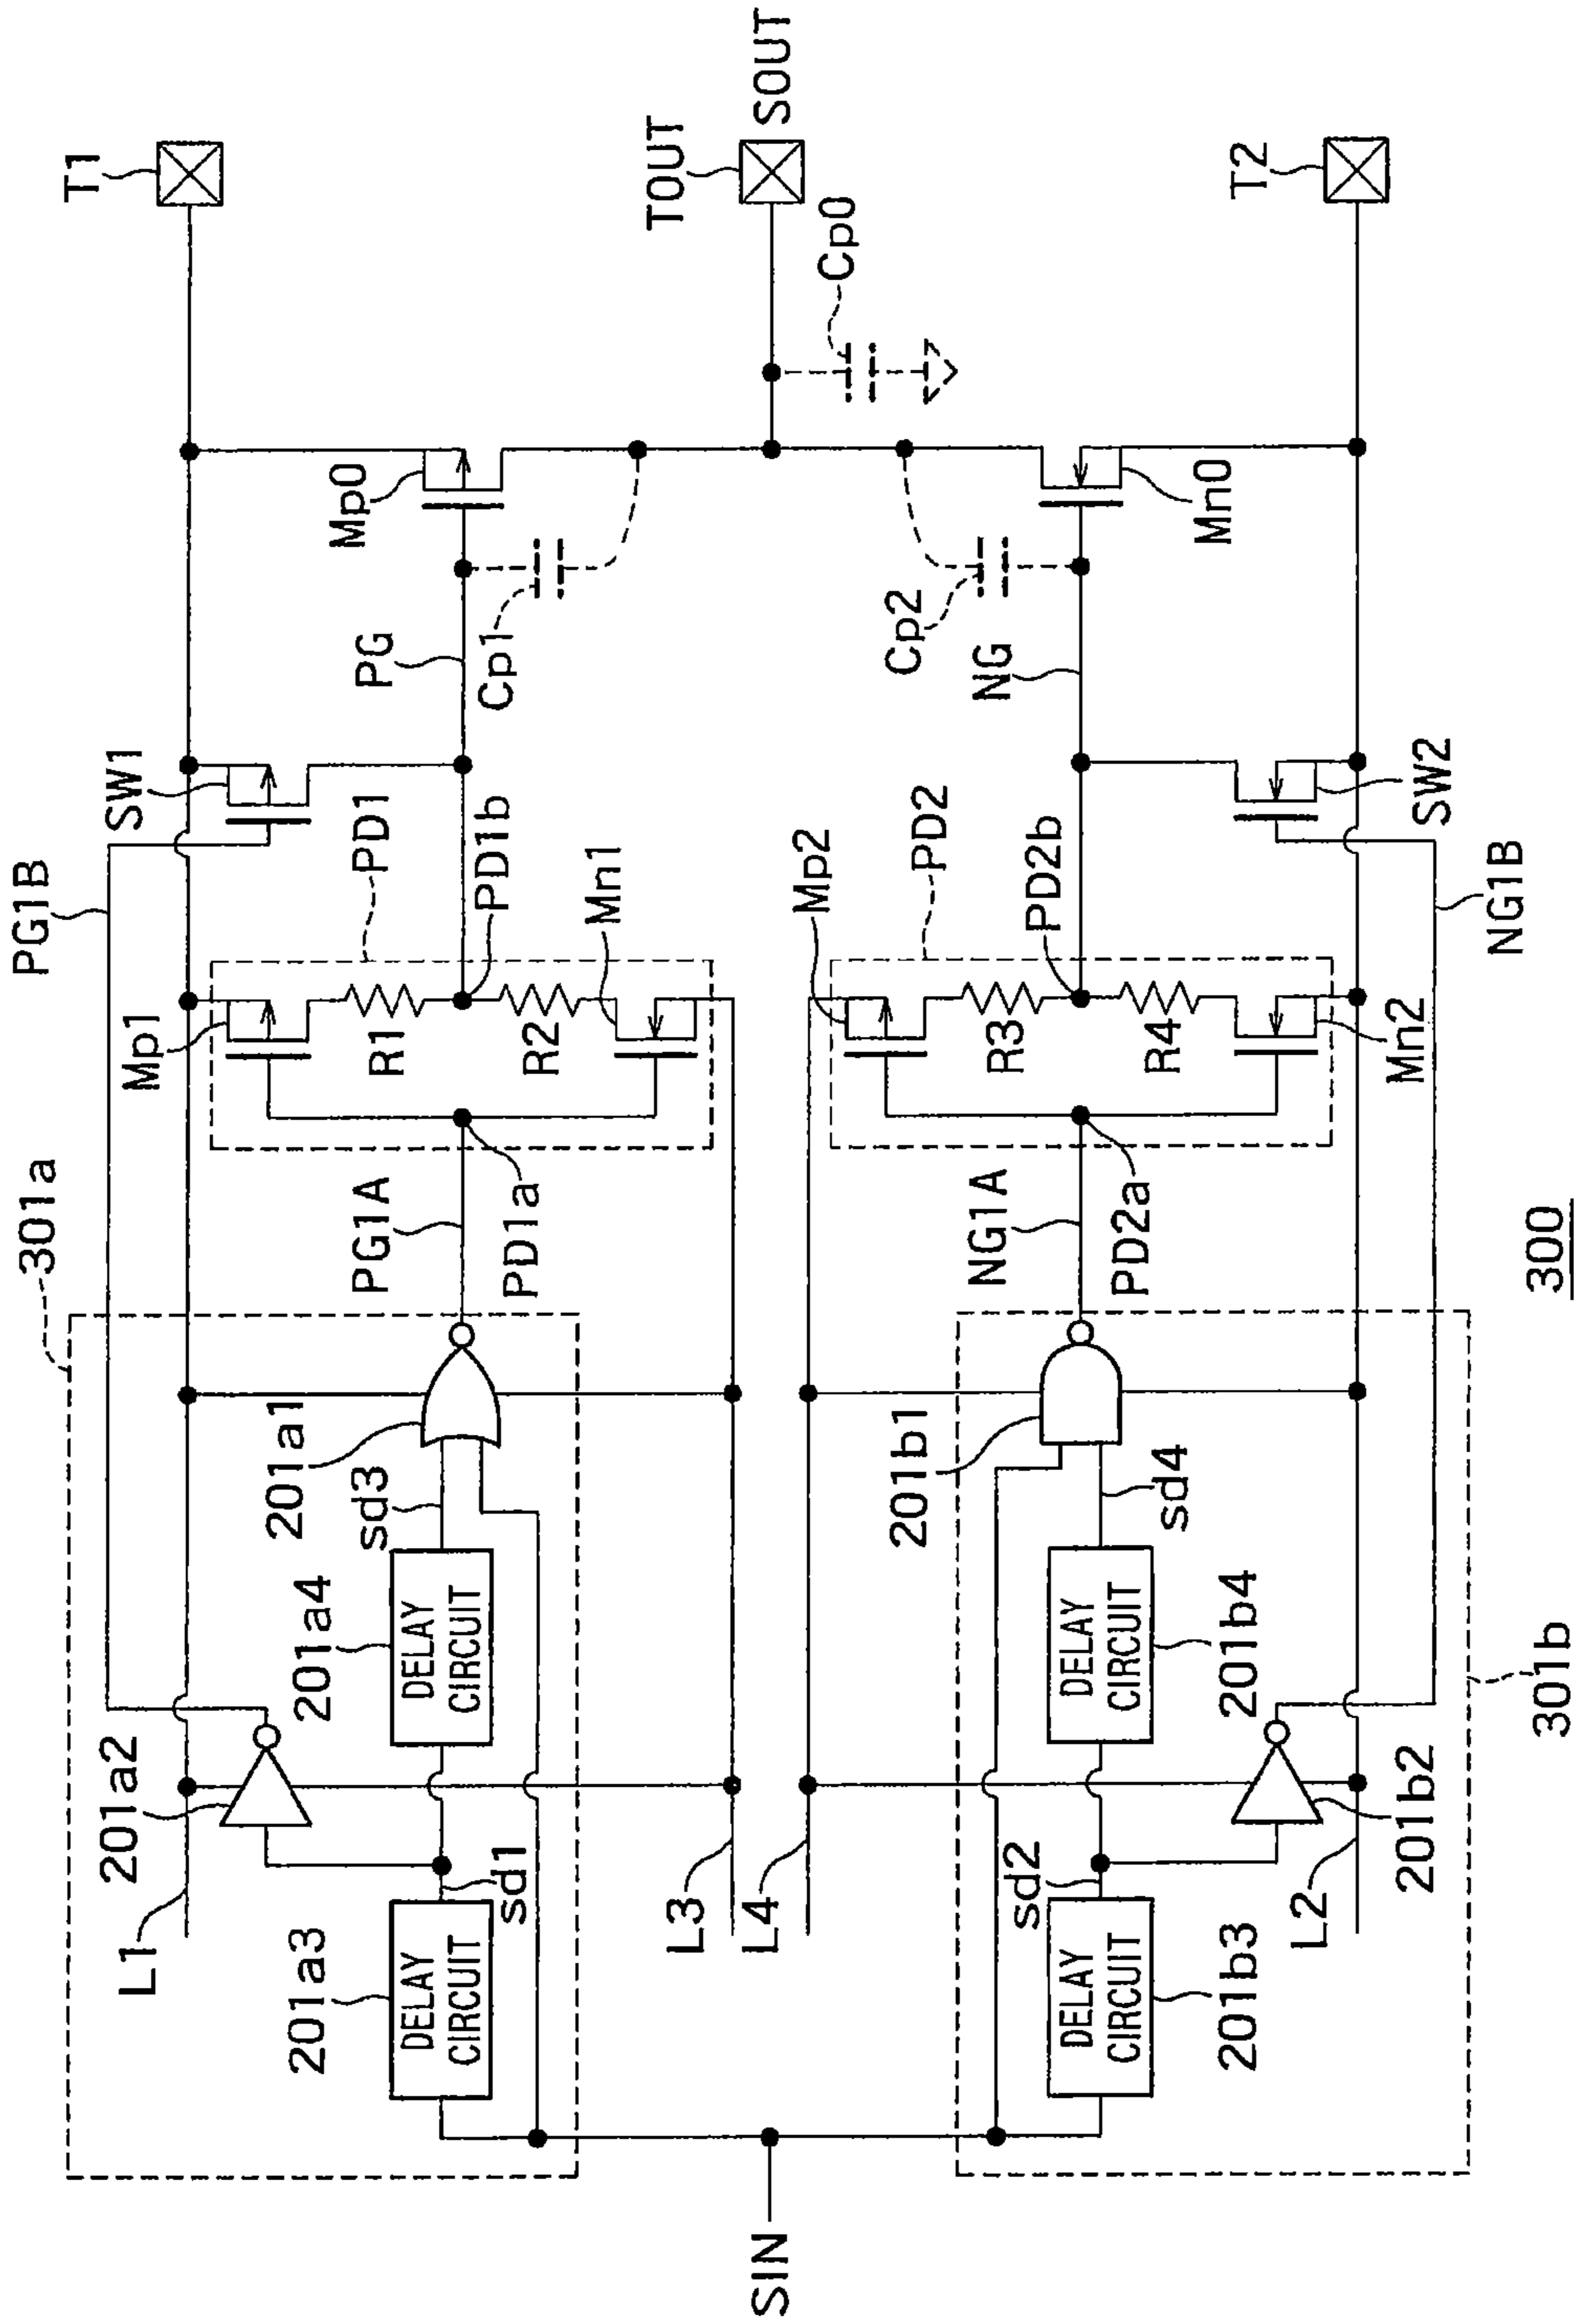 T1
TOUT
SOUT
T2
Cp0
Mp0
Mn0
PG
Cp1
Cp2
NG
PG1B
SW1
PD1
PD1b
Mn1
Mp2
PD2
PD2b
SW2
NG1B
Mp1
R1
R2
R3
R4
Mn2
301a
PG1A
PD1a
NG1A
PD2a
300
201a2
201a1
sd3
201a4
DELAY
CIRCUIT
201b1
sd4
DELAY
CIRCUIT
201b4
301b
L1
201a3
DELAY
CIRCUIT
sd1
L3
L4
sd2
DELAY
CIRCUIT
201b3
L2
201b2
SIN